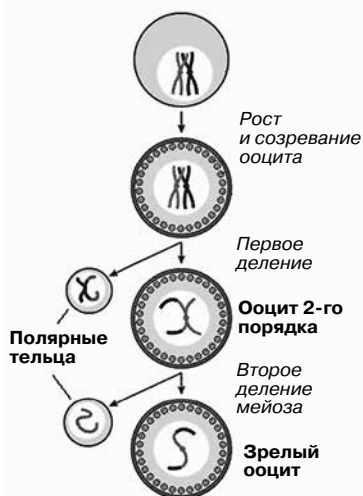 Рост
и созревание
ооцита
Первое
деление
Ооцит 2-го
порядка
Полярные
тельца
Второе
деление
мейоза
Зрелый
ооцит